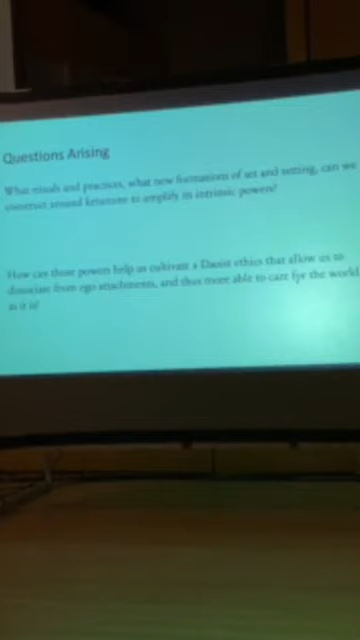 Questions Arising
What rituals and practices, what new formations of set and setting, can we
construct around ketamine to amplify its intrinsic powers?
How can those powers help us cultivate a Daoist ethics that allow us to
dissociate from ego attachments, and thus more able to care for the world
as it is?